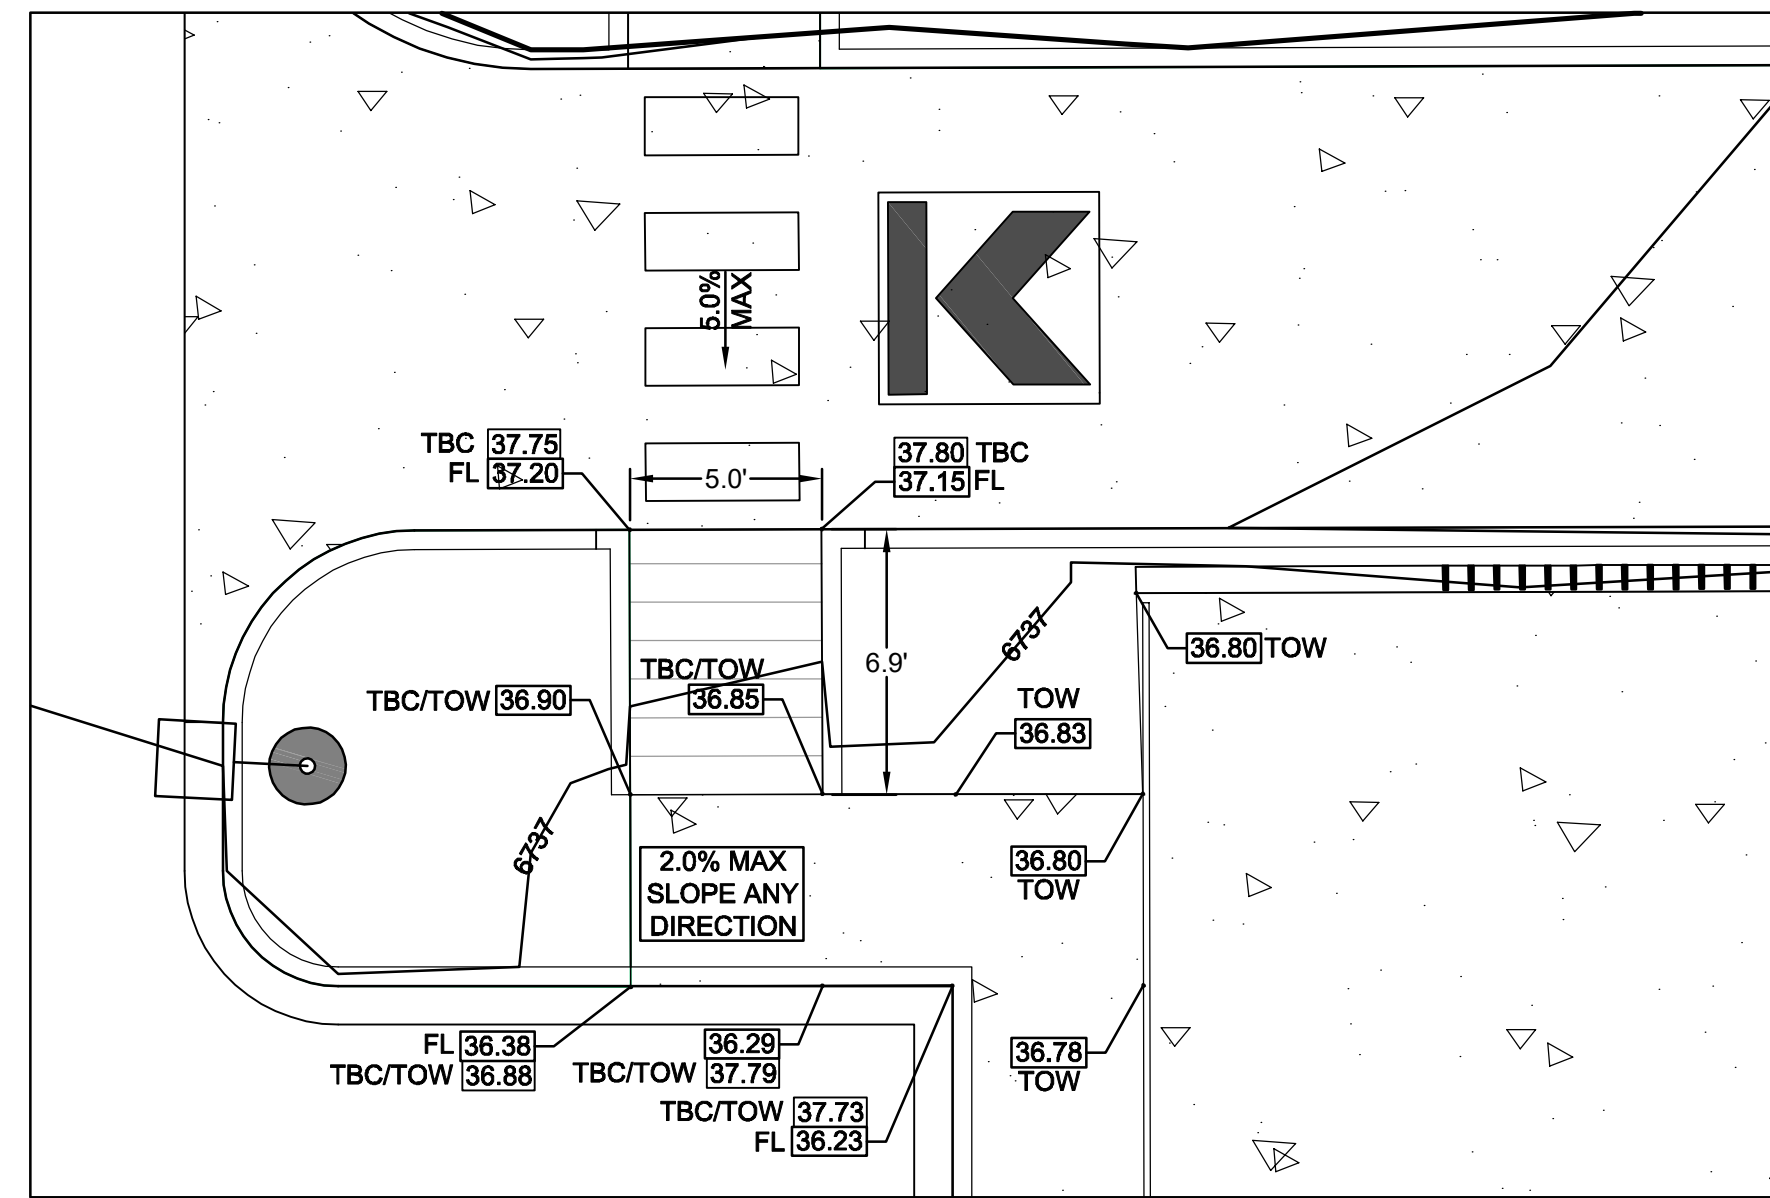 5.0%
MAX
TBC 37.75
FL 37.20
37.80 TBC
37.15 FL
5.0'
6.9'
6737
36.80 TOW
TBC/TOW
36.85
TBC/TOW 36.90
TOW
36.83
6737
2.0% MAX
SLOPE ANY
DIRECTION
36.80
TOW
FL 36.38
TBC/TOW 36.88
36.29
TBC/TOW 37.79
36.78
TOW
TBC/TOW 37.73
FL 36.23